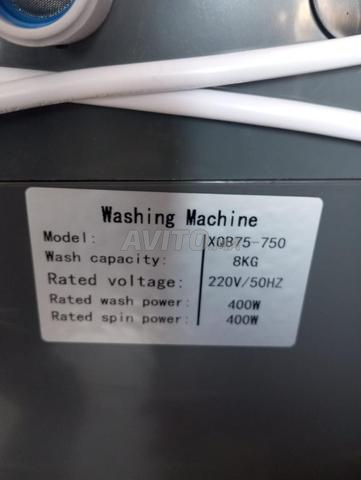 Washing Machine
Model: XQB75-750
Wash capacity: 8KG
Rated voltage: 220V/50HZ
Rated wash power: 400W
Rated spin power: 400W